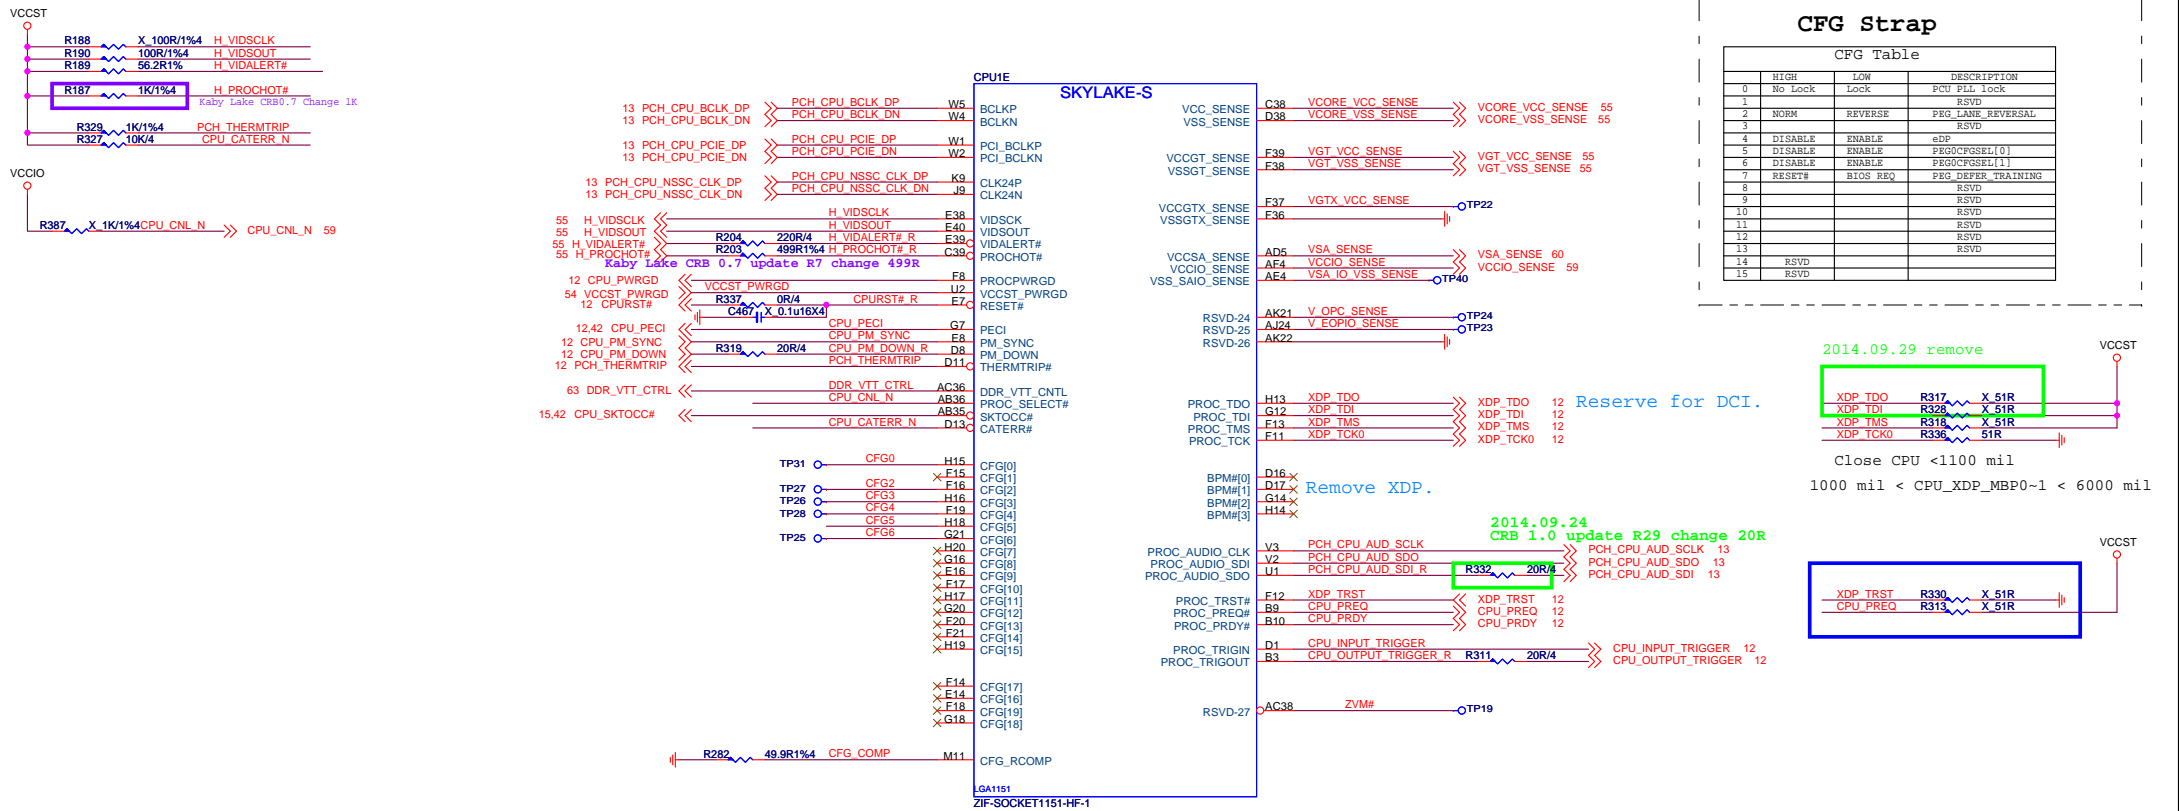 VCCST
R188 X_100R/1%4 H_VIDSCLK
R190 100R/1%4 H_VIDSOUT
R189 56.2R1% H_VIDALERT#
R187 1K/1%4 H_PROCHOT#
Kaby Lake CRB0.7 Change 1K
R329 1K/1%4 PCH_THERMTRIP
R327 10K/4 CPU_CATERR_N
VCCIO
R387 X_1K/1%4 CPU_CNL_N CPU_CNL_N 59
CPU1E
SKYLAKE-S
13 PCH_CPU_BCLK_DP PCH_CPU_BCLK_DP W5 BCLKP
13 PCH_CPU_BCLK_DN PCH_CPU_BCLK_DN W4 BCLKN
13 PCH_CPU_PCIE_DP PCH_CPU_PCIE_DP W1 PCI_BCLKP
13 PCH_CPU_PCIE_DN PCH_CPU_PCIE_DN W2 PCI_BCLKN
13 PCH_CPU_NSSC_CLK_DP PCH_CPU_NSSC_CLK_DP K9 CLK24P
13 PCH_CPU_NSSC_CLK_DN PCH_CPU_NSSC_CLK_DN J9 CLK24N
55 H_VIDSCLK H_VIDSCLK E38 VIDSCK
55 H_VIDSOUT H_VIDSOUT E40 VIDSOUT
55 H_VIDALERT# R204 220R/4 H_VIDALERT#_R E39 VIDALERT#
55 H_PROCHOT# R203 499R1%4 H_PROCHOT#_R C39 PROCHOT#
Kaby Lake CRB 0.7 update R7 change 499R
12 CPU_PWRGD F8 PROCPWRGD
54 VCCST_PWRGD VCCST_PWRGD U2 VCCST_PWRGD
12 CPURST# R337 0R/4 CPURST#_R E7 RESET#
C467 X_0.1u16X4
12,42 CPU_PECI CPU_PECI G7 PECI
12 CPU_PM_SYNC CPU_PM_SYNC E8 PM_SYNC
12 CPU_PM_DOWN R319 20R/4 CPU_PM_DOWN_R D8 PM_DOWN
12 PCH_THERMTRIP PCH_THERMTRIP D11 THERMTRIP#
63 DDR_VTT_CTRL DDR_VTT_CTRL AC36 DDR_VTT_CNTL
CPU_CNL_N AB36 PROC_SELECT#
15,42 CPU_SKTOCC# AB35 SKTOCC#
CPU_CATERR_N D13 CATERR#
TP31 CFG0 H15 CFG[0]
F15 CFG[1]
TP27 CFG2 F16 CFG[2]
TP26 CFG3 H16 CFG[3]
TP28 CFG4 F19 CFG[4]
CFG5 H18 CFG[5]
TP25 CFG6 G21 CFG[6]
H20 CFG[7]
G16 CFG[8]
E16 CFG[9]
F17 CFG[10]
H17 CFG[11]
G20 CFG[12]
F20 CFG[13]
F21 CFG[14]
H19 CFG[15]
F14 CFG[17]
E14 CFG[16]
F18 CFG[19]
G18 CFG[18]
R282 49.9R1%4 CFG_COMP M11 CFG_RCOMP
LGA1151
ZIF-SOCKET1151-HF-1
VCC_SENSE C38 VCORE_VCC_SENSE VCORE_VCC_SENSE 55
VSS_SENSE D38 VCORE_VSS_SENSE VCORE_VSS_SENSE 55
VCCGT_SENSE F39 VGT_VCC_SENSE VGT_VCC_SENSE 55
VSSGT_SENSE F38 VGT_VSS_SENSE VGT_VSS_SENSE 55
VCCGTX_SENSE F37 VGTX_VCC_SENSE TP22
VSSGTX_SENSE F36
VCCSA_SENSE AD5 VSA_SENSE VSA_SENSE 60
VCCIO_SENSE AF4 VCCIO_SENSE VCCIO_SENSE 59
VSS_SAIO_SENSE AE4 VSA_IO_VSS_SENSE TP40
RSVD-24 AK21 V_OPC_SENSE TP24
RSVD-25 AJ24 V_EOPIO_SENSE TP23
RSVD-26 AK22
PROC_TDO H13 XDP_TDO XDP_TDO 12
PROC_TDI G12 XDP_TDI XDP_TDI 12
PROC_TMS F13 XDP_TMS XDP_TMS 12
PROC_TCK F11 XDP_TCK0 XDP_TCK0 12
Reserve for DCI.
BPM#[0] D16
BPM#[1] D17
BPM#[2] G14
BPM#[3] H14
Remove XDP.
2014.09.24
CRB 1.0 update R29 change 20R
PROC_AUDIO_CLK V3 PCH_CPU_AUD_SCLK PCH_CPU_AUD_SCLK 13
PROC_AUDIO_SDI V2 PCH_CPU_AUD_SDO PCH_CPU_AUD_SDO 13
PROC_AUDIO_SDO U1 PCH_CPU_AUD_SDI_R R332 20R/4 PCH_CPU_AUD_SDI 13
PROC_TRST# F12 XDP_TRST XDP_TRST 12
PROC_PREQ# B9 CPU_PREQ CPU_PREQ 12
PROC_PRDY# B10 CPU_PRDY CPU_PRDY 12
PROC_TRIGIN D1 CPU_INPUT_TRIGGER CPU_INPUT_TRIGGER 12
PROC_TRIGOUT B3 CPU_OUTPUT_TRIGGER_R R311 20R/4 CPU_OUTPUT_TRIGGER 12
RSVD-27 AC38 ZVM# TP19
CFG Strap
CFG Table
HIGH LOW DESCRIPTION
0 No Lock Lock PCU PLL lock
1 RSVD
2 NORM REVERSE PEG_LANE_REVERSAL
3 RSVD
4 DISABLE ENABLE eDP
5 DISABLE ENABLE PEG0CFGSEL[0]
6 DISABLE ENABLE PEG0CFGSEL[1]
7 RESET# BIOS REQ PEG_DEFER_TRAINING
8 RSVD
9 RSVD
10 RSVD
11 RSVD
12 RSVD
13 RSVD
14 RSVD
15 RSVD
2014.09.29 remove
VCCST
XDP_TDO R317 X_51R
XDP_TDI R328 X_51R
XDP_TMS R318 X_51R
XDP_TCK0 R336 51R
Close CPU <1100 mil
1000 mil < CPU_XDP_MBP0~1 < 6000 mil
VCCST
XDP_TRST R330 X_51R
CPU_PREQ R313 X_51R